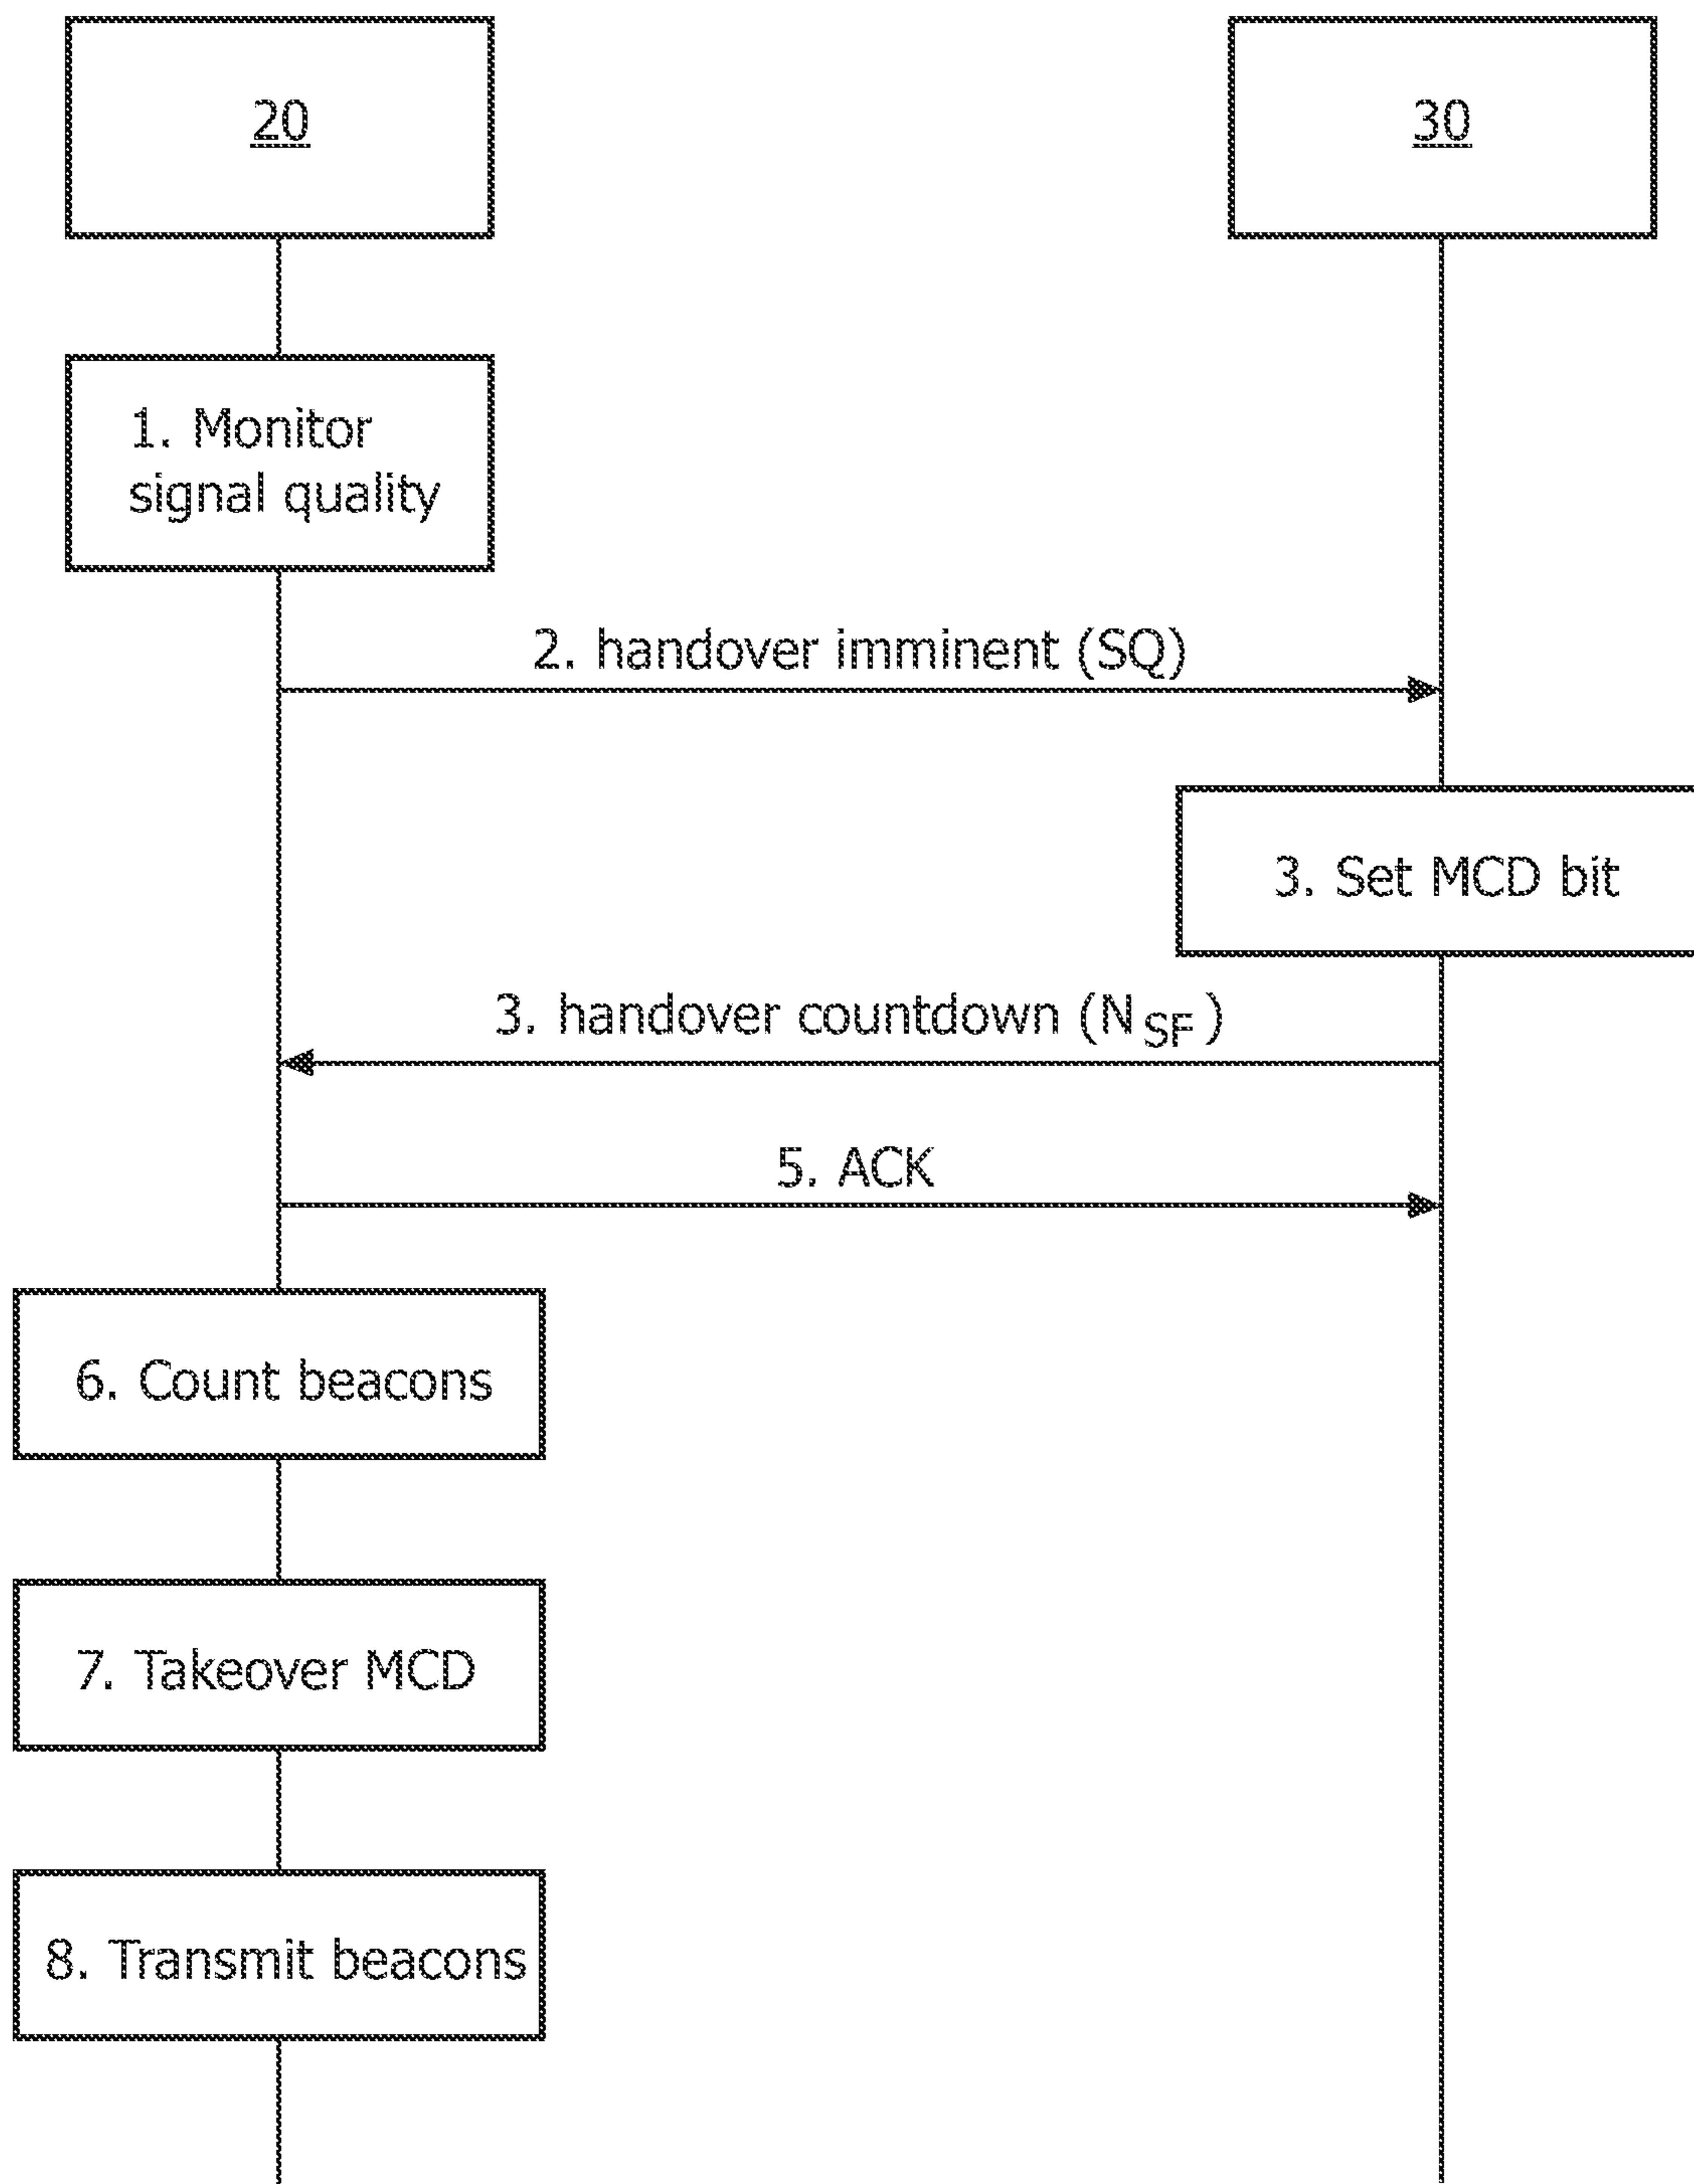 20
30
1. Monitor
signal quality
2. handover imminent (SQ)
3. Set MCD bit
3. handover countdown (N SF )
5. ACK
6. Count beacons
7. Takeover MCD
8. Transmit beacons